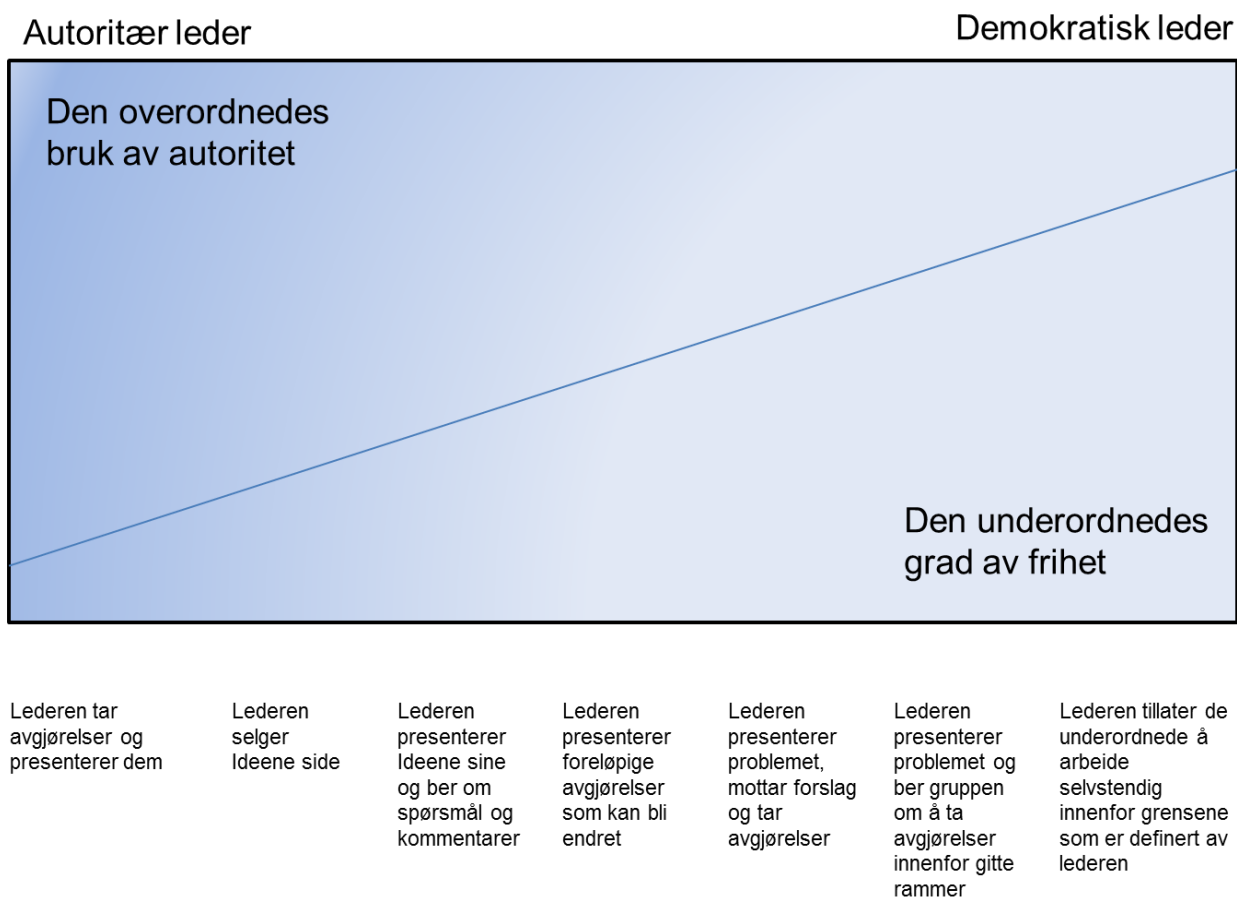 Autoritær leder
Demokratisk leder
Den overordnedes
bruk av autoritet
Den underordnedes
grad av frihet
Lederen tar
avgjørelser og
presenterer dem
Lederen
selger
Ideene side
Lederen
presenterer
Ideene sine
og ber om
spørsmål og
kommentarer
Lederen
presenterer
foreløpige
avgjørelser
som kan bli
endret
Lederen
presenterer
problemet,
mottar forslag
og tar
avgjørelser
Lederen
presenterer
problemet og
ber gruppen
om å ta
avgjørelser
innenfor gitte
rammer
Lederen tillater de
underordnede å
arbeide
selvstendig
innenfor grensene
som er definert av
lederen